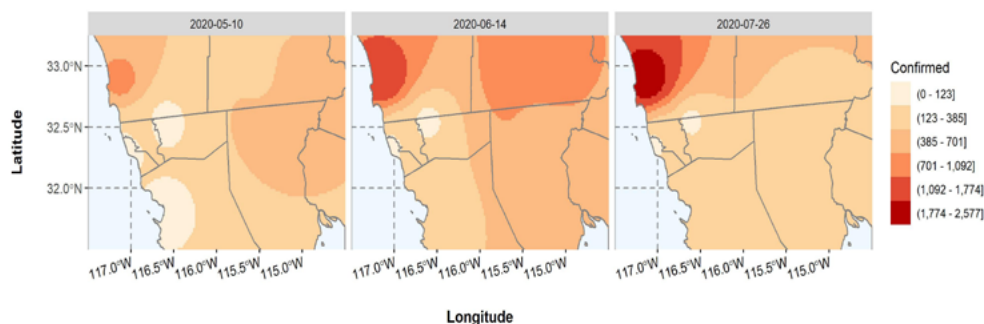 2020-05-10 2020-06-14 2020-07-26
33.0°N
32.5°N
32.0°N
Latitude
117.0°W 116.5°W 116.0°W 115.5°W 115.0°W 117.0°W 116.5°W 116.0°W 115.5°W 115.0°W 117.0°W 116.5°W 116.0°W 115.5°W 115.0°W
Longitude
Confirmed
(0 - 123]
(123 - 385]
(385 - 701]
(701 - 1,092]
(1,092 - 1,774]
(1,774 - 2,577]